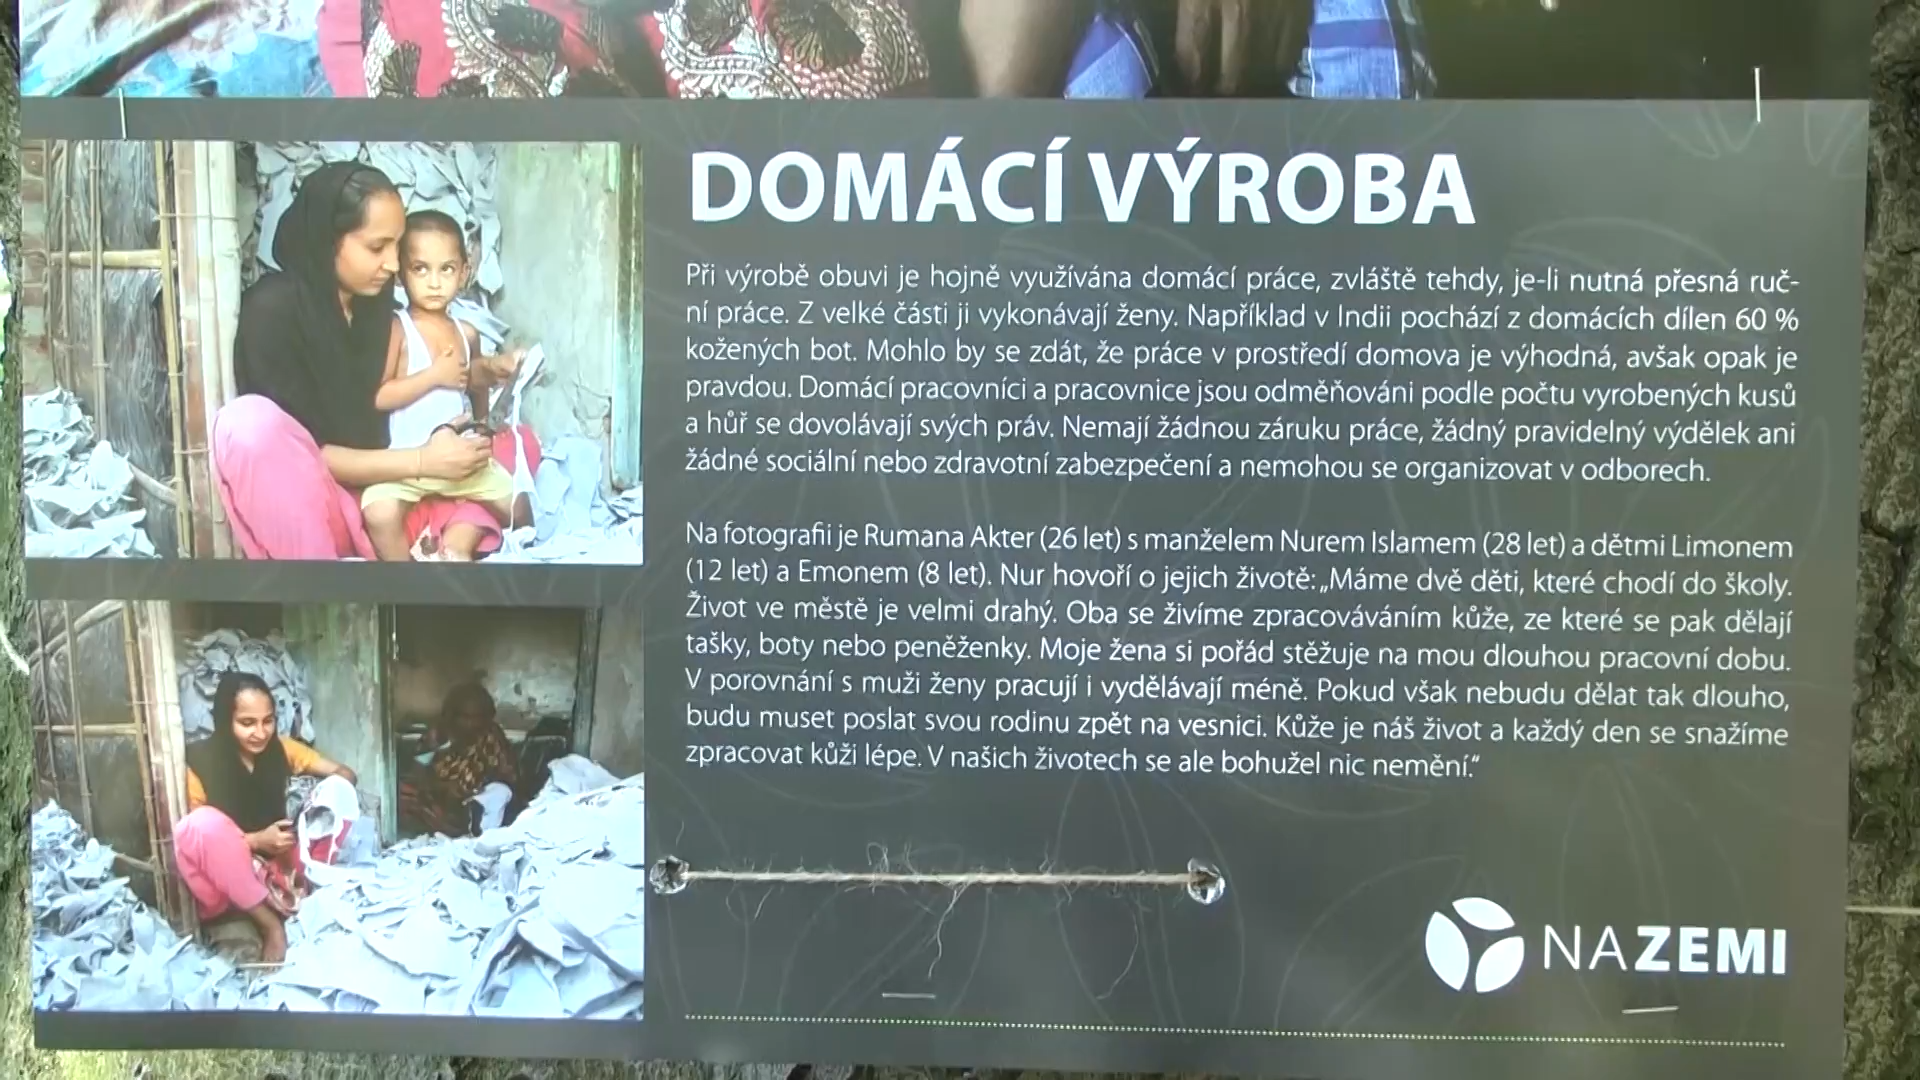 DOMÁCÍ VÝROBA
Při výrobě obuvi je hojně využívána domácí práce, zvláště tehdy, je-li nutná přesná ruč-
ní práce. Z velké části ji vykonávají ženy. Například v Indii pochází z domácích dílen 60 %
kožených bot. Mohlo by se zdát, že práce v prostředí domova je výhodná, avšak opak je
pravdou. Domácí pracovníci a pracovnice jsou odměňováni podle počtu vyrobených kusů
a hůř se dovolávají svých práv. Nemají žádnou záruku práce, žádný pravidelný výdělek ani
žádné sociální nebo zdravotní zabezpečení a nemohou se organizovat v odborech.
Na fotografii je Rumana Akter (26 let) s manželem Nurem Islamem (28 let) a dětmi Limonem
(12 let) a Emonem (8 let). Nur hovoří o jejich životě: „Máme dvě děti, které chodí do školy.
Život ve městě je velmi drahý. Oba se živíme zpracováváním kůže, ze které se pak dělají
tašky, boty nebo peněženky. Moje žena si pořád stěžuje na mou dlouhou pracovní dobu.
V porovnání s muži ženy pracují i vydělávají méně. Pokud však nebudu dělat tak dlouho,
budu muset poslat svou rodinu zpět na vesnici. Kůže je náš život a každý den se snažíme
zpracovat kůži lépe. V našich životech se ale bohužel nic nemění.“
NAZEMI